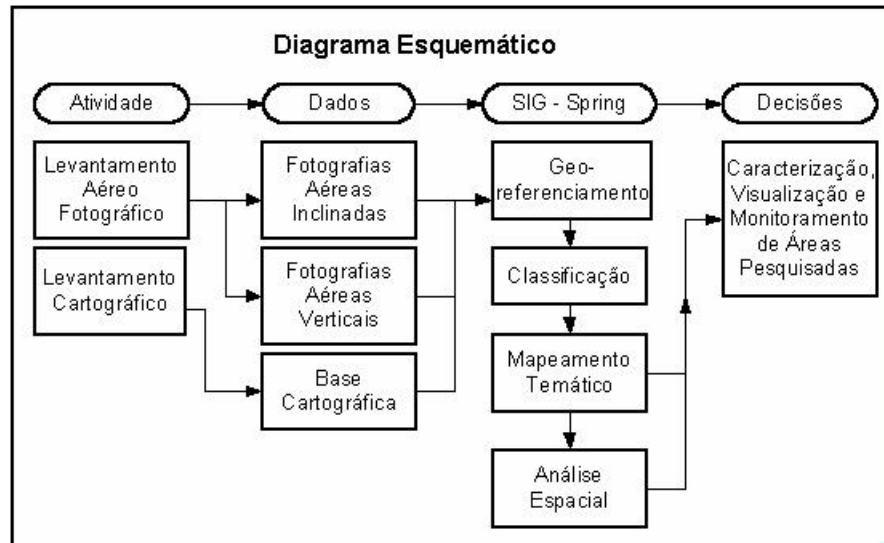 Diagrama Esquemático
Atividade
Dados
SIG - Spring
Decisões
Levantamento
Aéreo
Fotográfico
Levantamento
Cartográfico
Fotografias
Aéreas
Inclinadas
Fotografias
Aéreas
Verticais
Base
Cartográfica
Geo-
referenciamento
Classificação
Mapeamento
Temático
Análise
Espacial
Caracterização,
Visualização e
Monitoramento
de Áreas
Pesquisadas